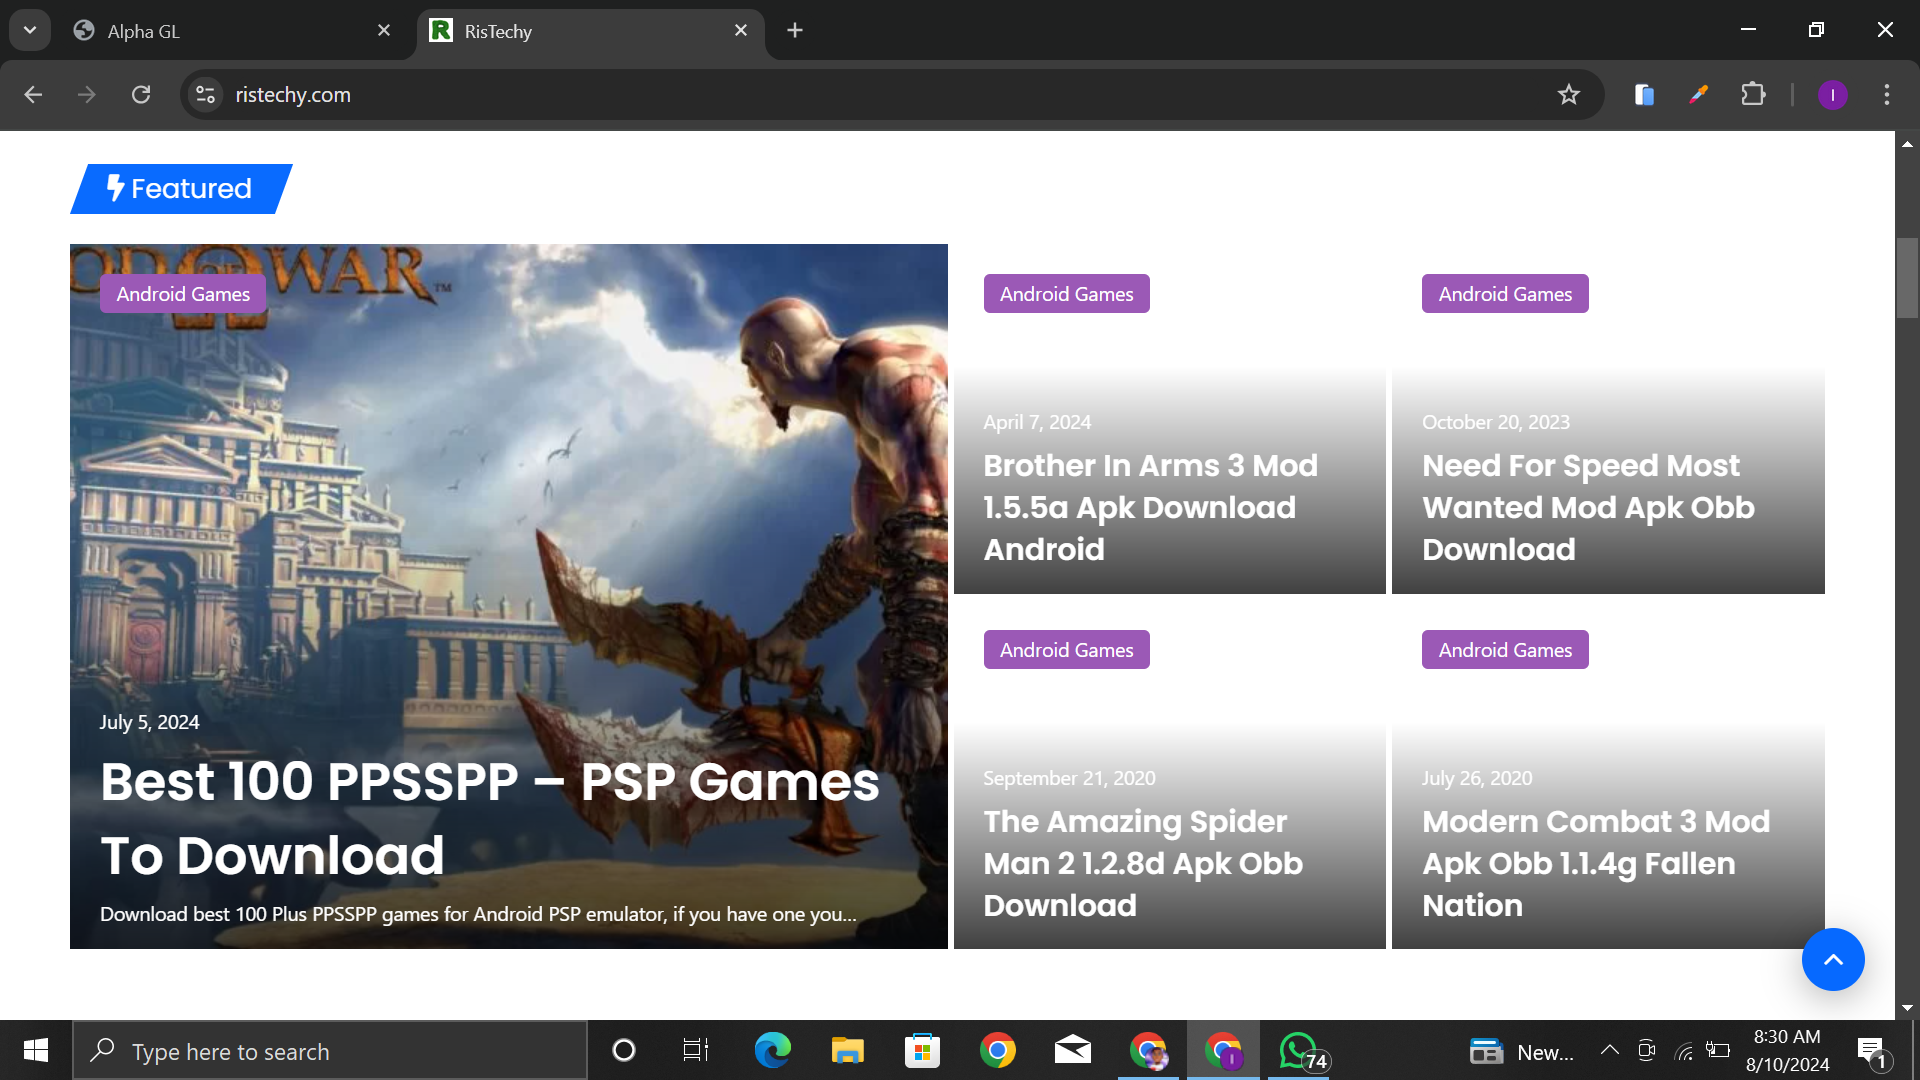 Alpha GL
RisTechy
ristechy.com
I
Featured
OD OF WAR™
Android Games
July 5, 2024
Best 100 PPSSPP – PSP Games
To Download
Download best 100 Plus PPSSPP games for Android PSP emulator, if you have one you...
Android Games
April 7, 2024
Brother In Arms 3 Mod
1.5.5a Apk Download
Android
Android Games
October 20, 2023
Need For Speed Most
Wanted Mod Apk Obb
Download
Android Games
September 21, 2020
The Amazing Spider
Man 2 1.2.8d Apk Obb
Download
Android Games
July 26, 2020
Modern Combat 3 Mod
Apk Obb 1.1.4g Fallen
Nation
Type here to search
I
74
New...
8:30 AM
8/10/2024
1